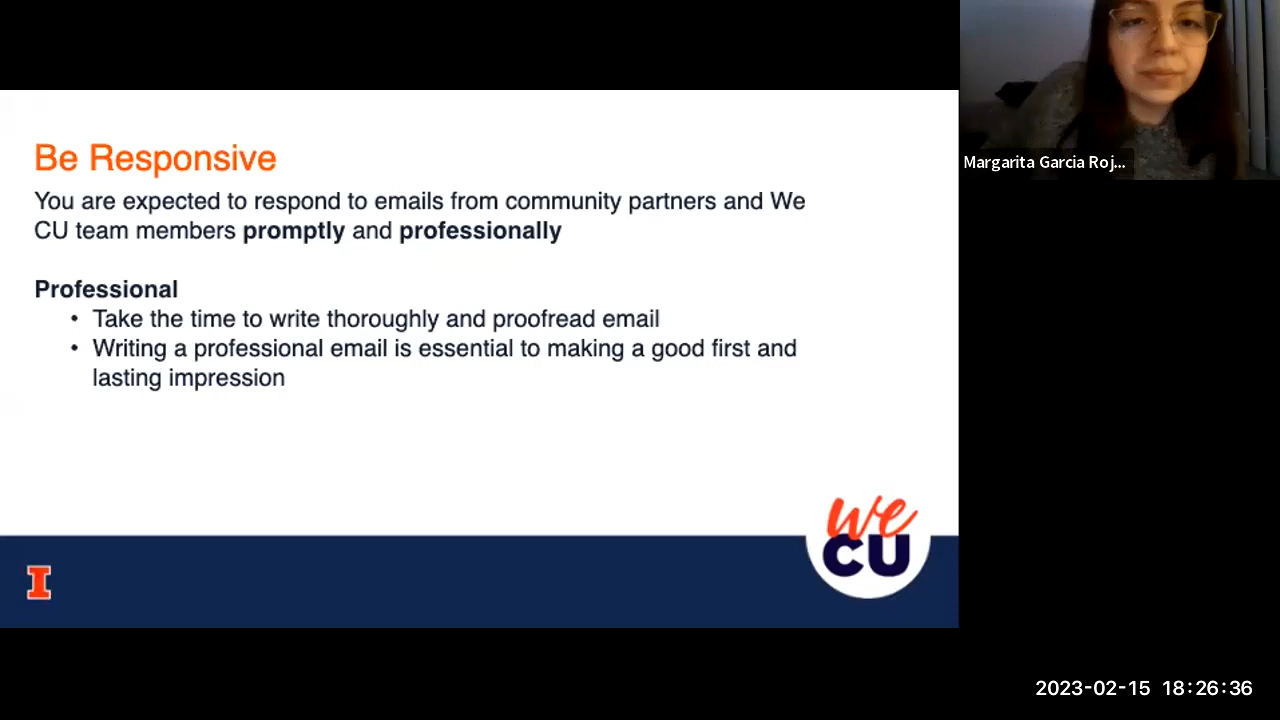 Be Responsive
You are expected to respond to emails from community partners and We
CU team members promptly and professionally
Professional
• Take the time to write thoroughly and proofread email
• Writing a professional email is essential to making a good first and
lasting impression
we
CU
I
Margarita Garcia Roj...
2023-02-15 18:26:36